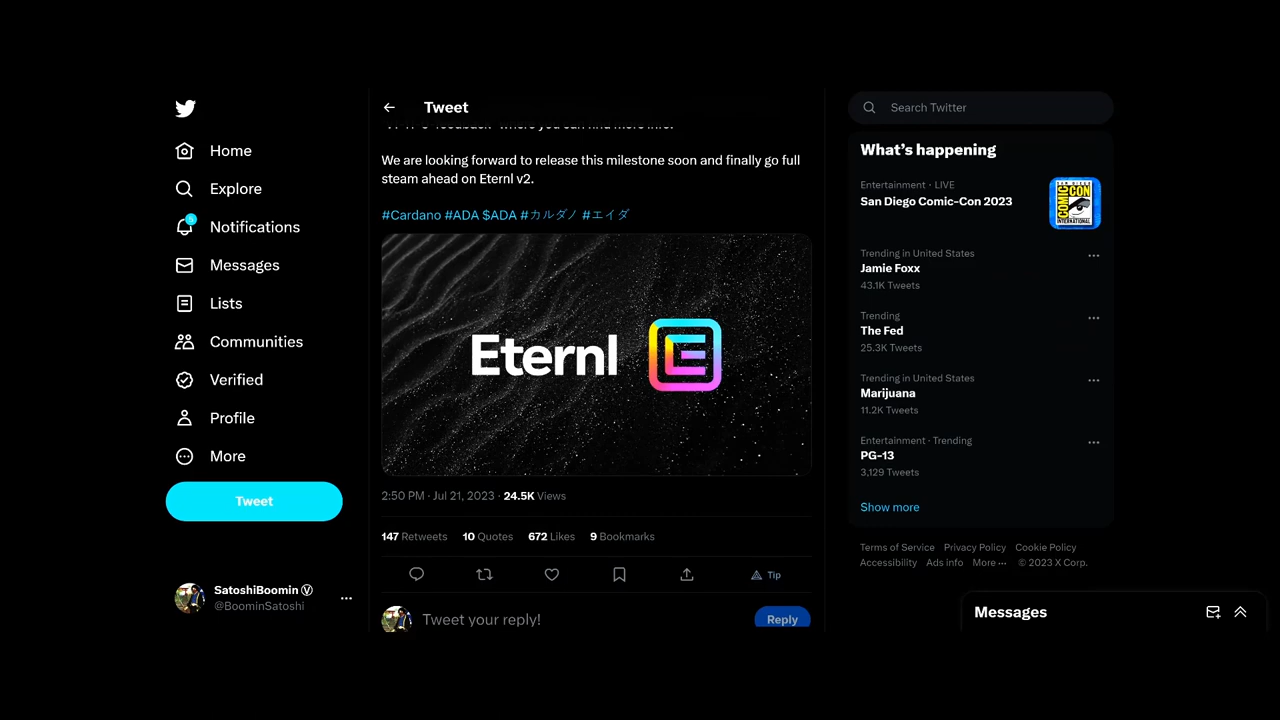 Home
Explore
5
Notifications
Messages
Lists
Communities
Verified
Profile
More
Tweet
SatoshiBoomin Ⓥ
@BoominSatoshi
Tweet
We are looking forward to release this milestone soon and finally go full
steam ahead on Eternl v2.
#Cardano #ADA $ADA #カルダノ #エイダ
Eternl
2:50 PM · Jul 21, 2023 · 24.5K Views
147 Retweets 10 Quotes 672 Likes 9 Bookmarks
Tip
Tweet your reply!
Reply
Search Twitter
What's happening
Entertainment · LIVE
San Diego Comic-Con 2023
COMIC CON
INTERNATIONAL
Trending in United States
Jamie Foxx
43.1K Tweets
Trending
The Fed
25.3K Tweets
Trending in United States
Marijuana
11.2K Tweets
Entertainment · Trending
PG-13
3,129 Tweets
Show more
Terms of Service Privacy Policy Cookie Policy
Accessibility Ads info More ··· © 2023 X Corp.
Messages